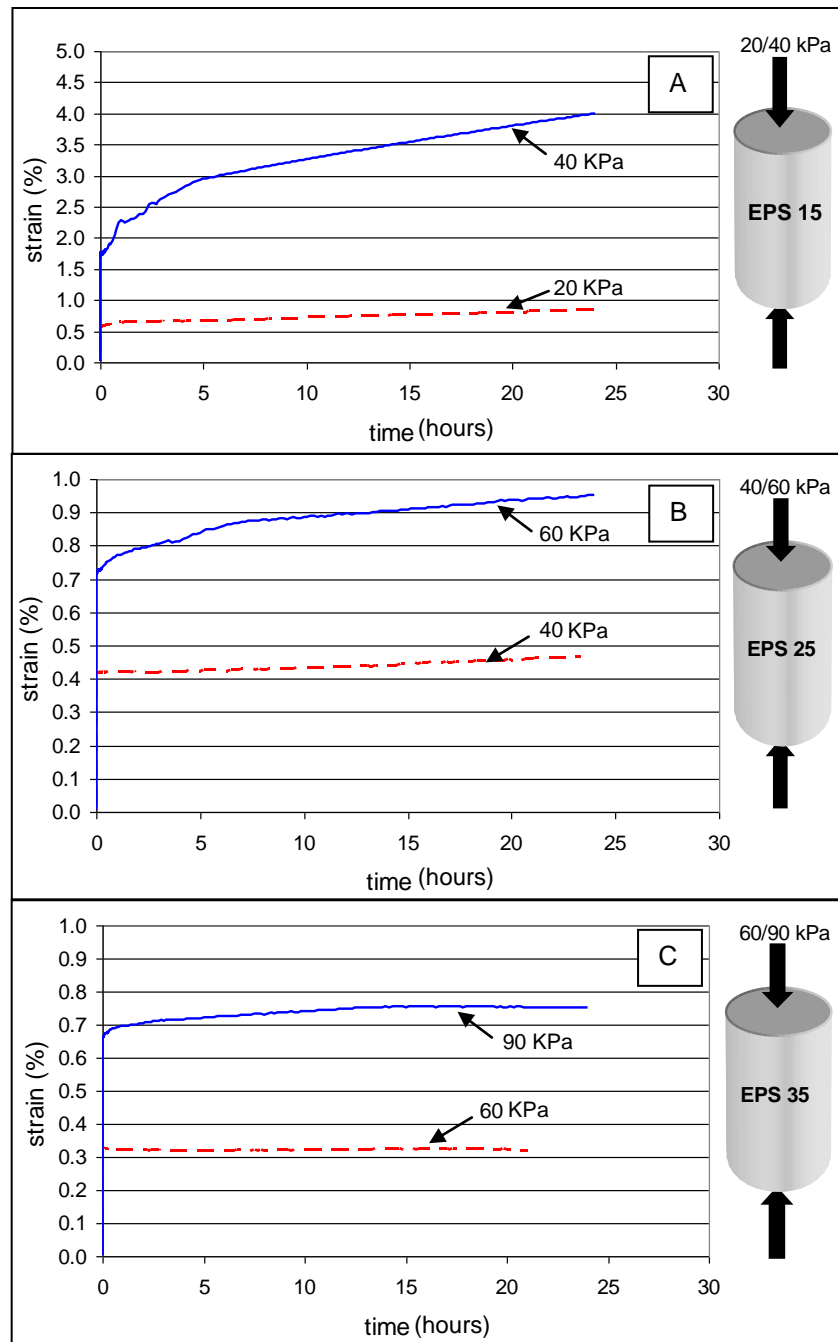 20/40 kPa
A
5.0
4.5
4.0
3.5
3.0
2.5
2.0
1.5
1.0
0.5
0.0
strain (%)
40 KPa
20 KPa
EPS 15
0 5 10 15 20 25 30
time (hours)
40/60 kPa
B
1.0
0.9
0.8
0.7
0.6
0.5
0.4
0.3
0.2
0.1
0.0
strain (%)
60 KPa
40 KPa
EPS 25
0 5 10 15 20 25 30
time (hours)
60/90 kPa
C
1.0
0.9
0.8
0.7
0.6
0.5
0.4
0.3
0.2
0.1
0.0
strain (%)
90 KPa
60 KPa
EPS 35
0 5 10 15 20 25 30
time (hours)